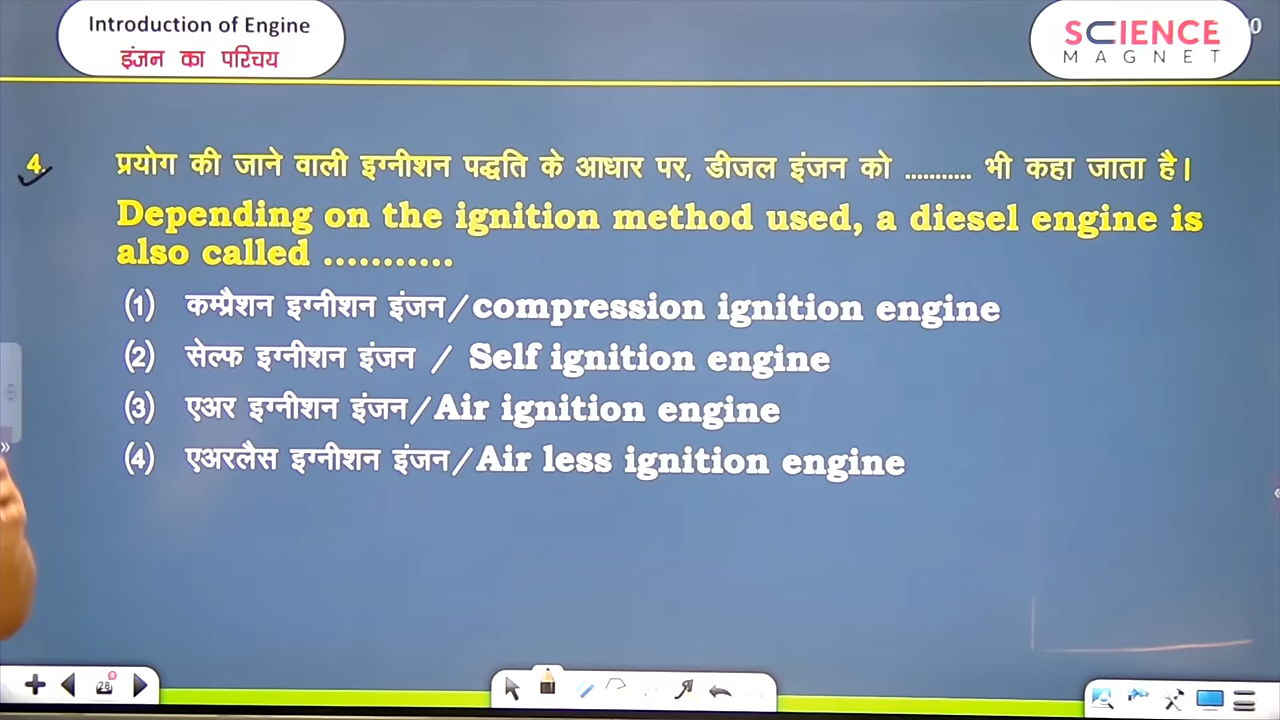 Introduction of Engine
इंजन का परिचय
SCIENCE
MAGNET
0
4.
प्रयोग की जाने वाली इग्नीशन पद्धति के आधार पर, डीजल इंजन को ........... भी कहा जाता है।
Depending on the ignition method used, a diesel engine is
also called ...........
(1) कम्प्रैशन इग्नीशन इंजन/compression ignition engine
(2) सेल्फ इग्नीशन इंजन / Self ignition engine
(3) एअर इग्नीशन इंजन/Air ignition engine
(4) एअरलैस इग्नीशन इंजन/Air less ignition engine
28